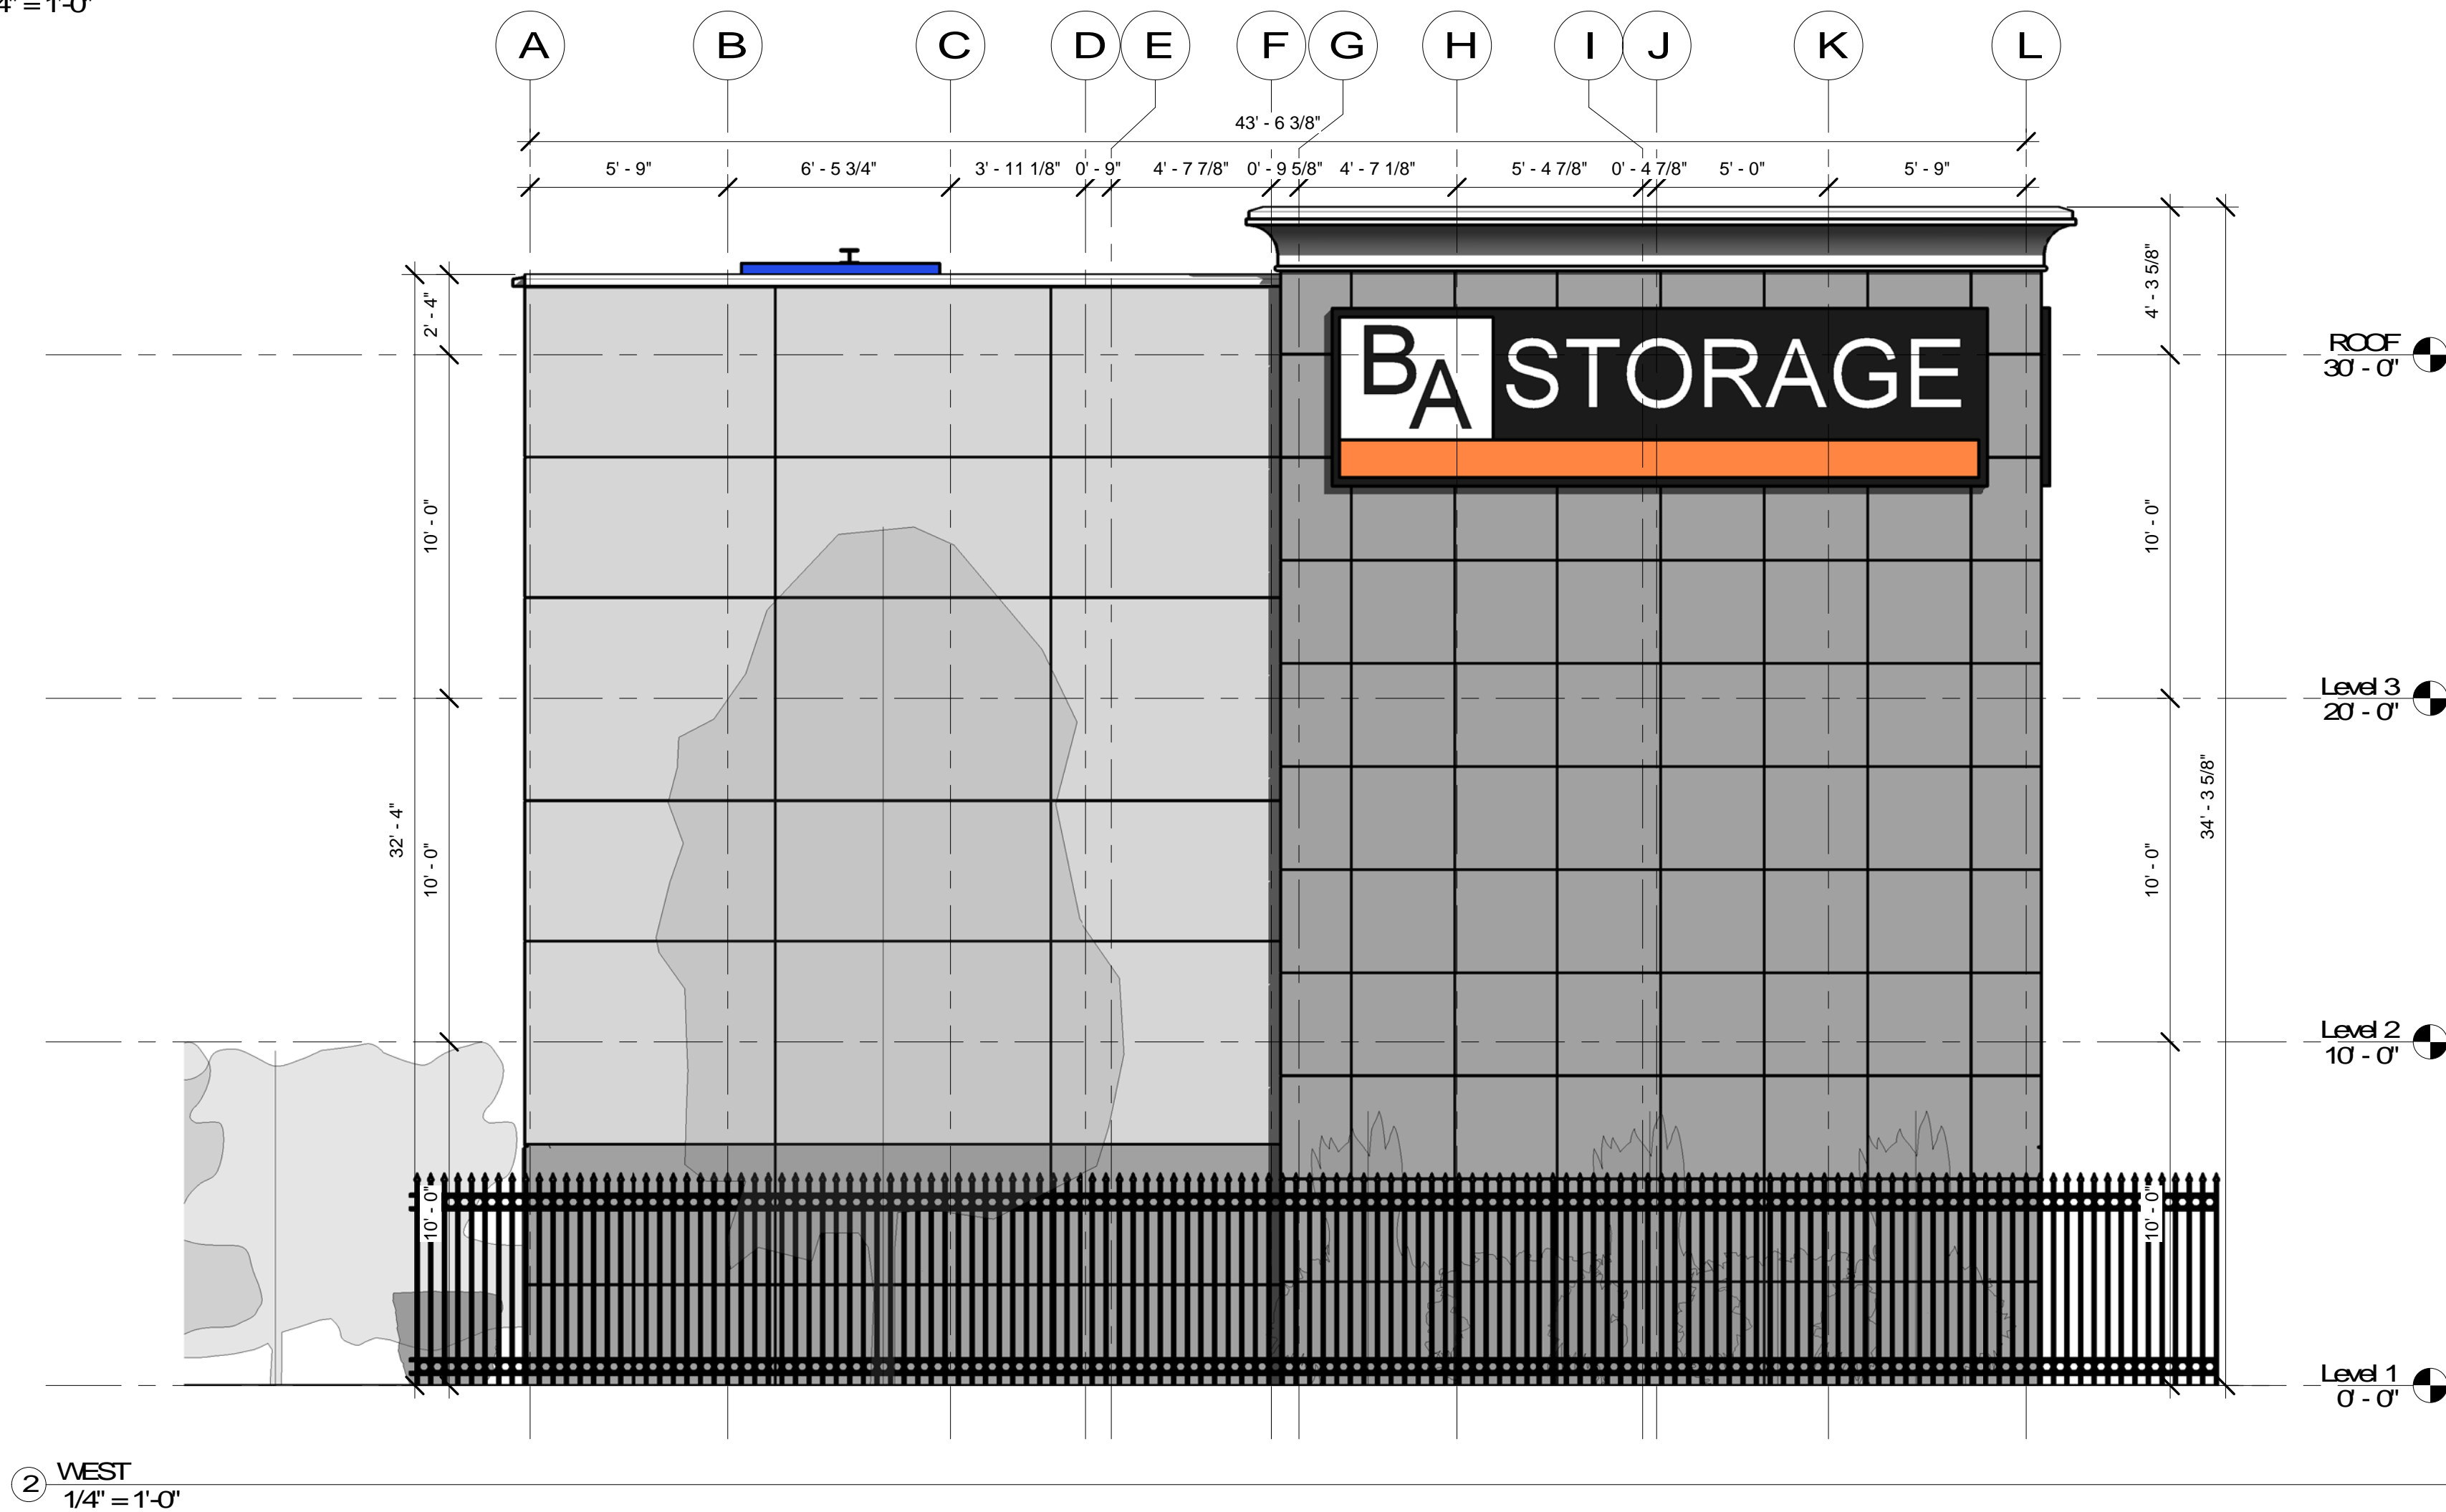 4" = 1'-0"
A B C D E F G H I J K L
43' - 6 3/8"
5' - 9" 6' - 5 3/4" 3' - 11 1/8" 0' - 9" 4' - 7 7/8" 0' - 9 5/8" 4' - 7 1/8" 5' - 4 7/8" 0' - 4 7/8" 5' - 0" 5' - 9"
2' - 4"
10' - 0"
10' - 0"
10' - 0"
32' - 4"
BA STORAGE
4' - 3 5/8"
10' - 0"
10' - 0"
10' - 0"
34' - 3 5/8"
ROOF
30' - 0"
Level 3
20' - 0"
Level 2
10' - 0"
Level 1
0' - 0"
2 WEST
1/4" = 1'-0"